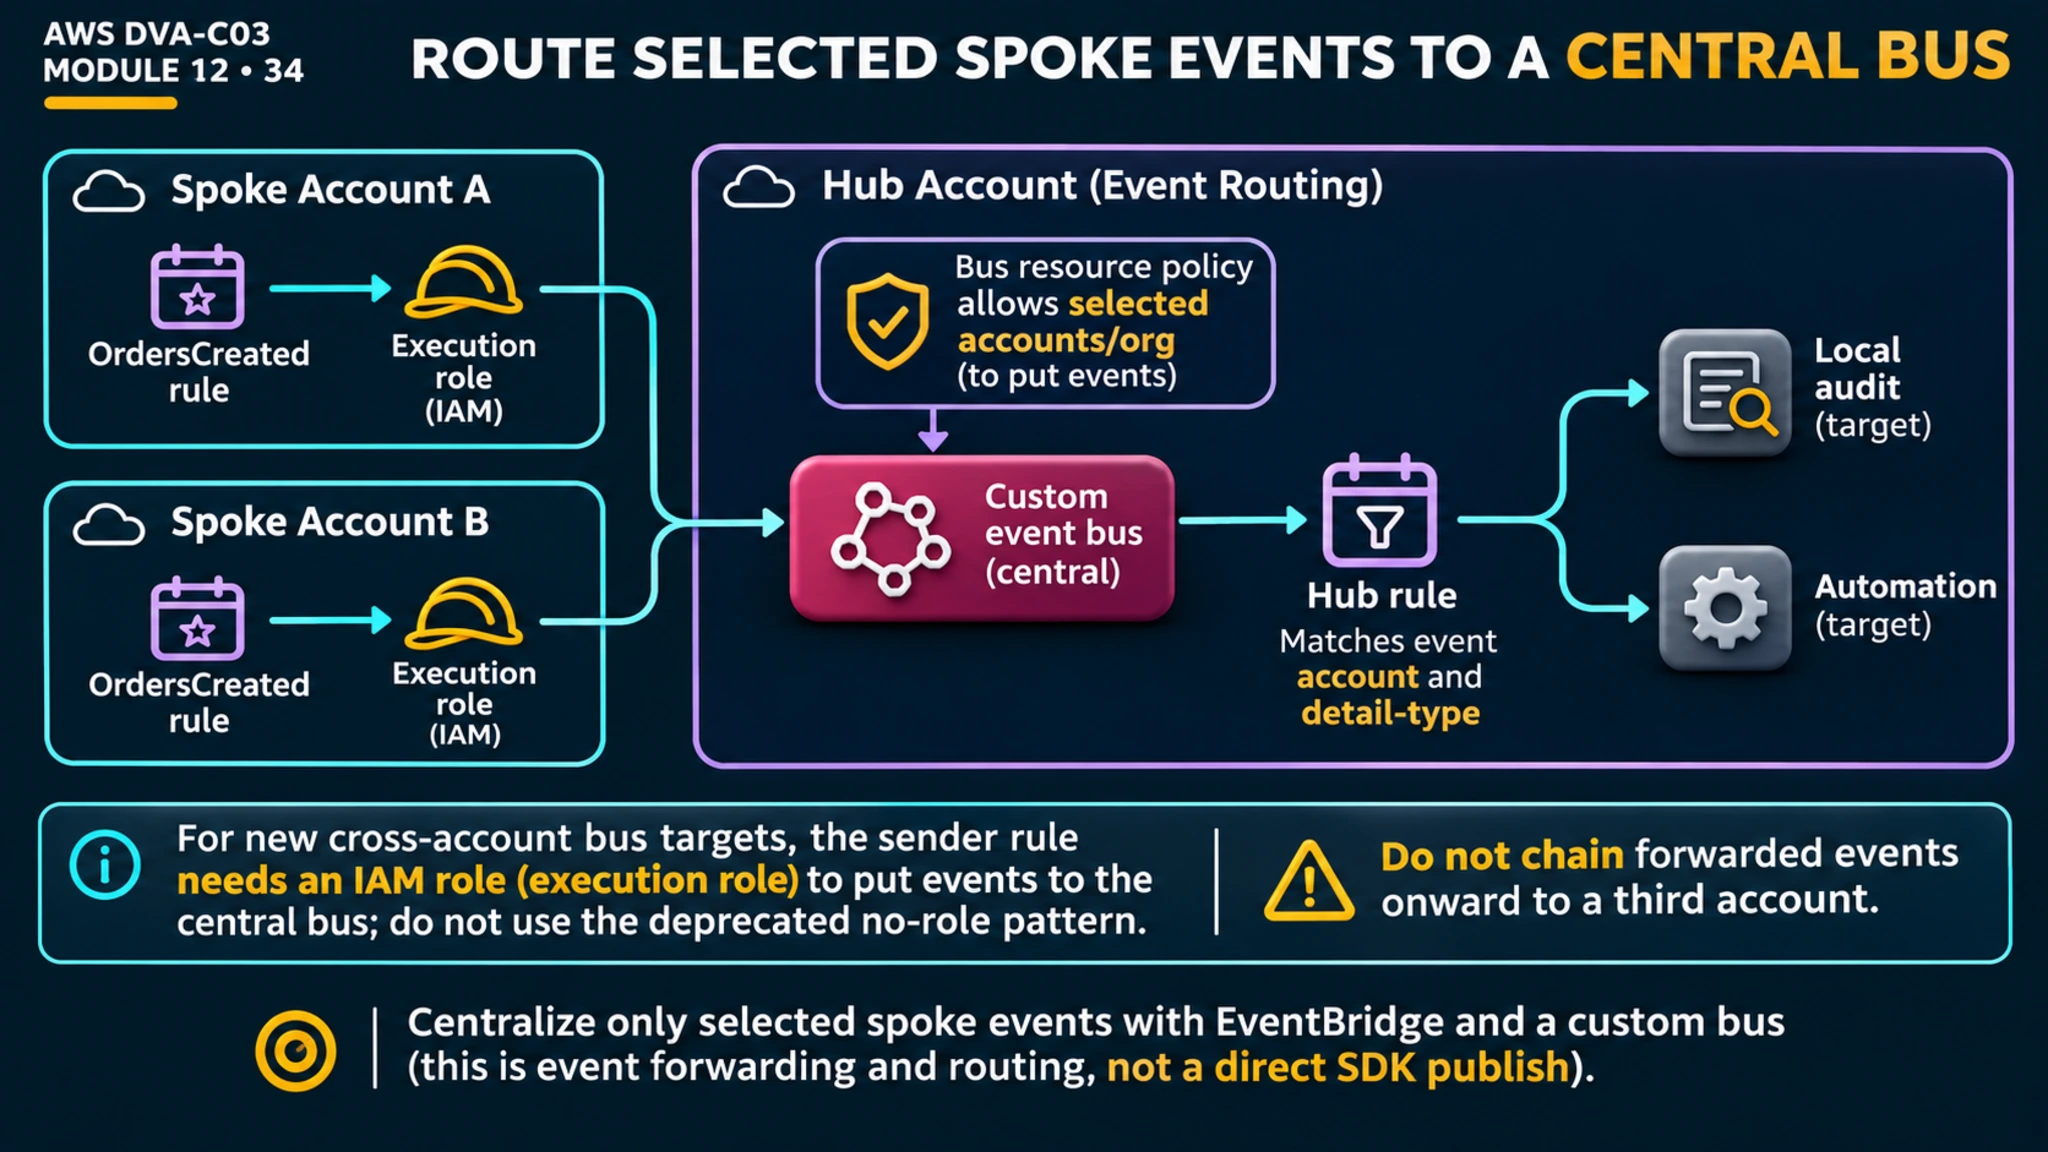 AWS DVA-C03
MODULE 12 • 34
ROUTE SELECTED SPOKE EVENTS TO A CENTRAL BUS
Spoke Account A
OrdersCreated
rule
Execution
role
(IAM)
Spoke Account B
OrdersCreated
rule
Execution
role
(IAM)
Hub Account (Event Routing)
Bus resource policy
allows selected
accounts/org
(to put events)
Custom
event bus
(central)
Hub rule
Matches event
account and
detail-type
Local
audit
(target)
Automation
(target)
For new cross-account bus targets, the sender rule
needs an IAM role (execution role) to put events to the
central bus; do not use the deprecated no-role pattern.
Do not chain forwarded events
onward to a third account.
Centralize only selected spoke events with EventBridge and a custom bus
(this is event forwarding and routing, not a direct SDK publish).